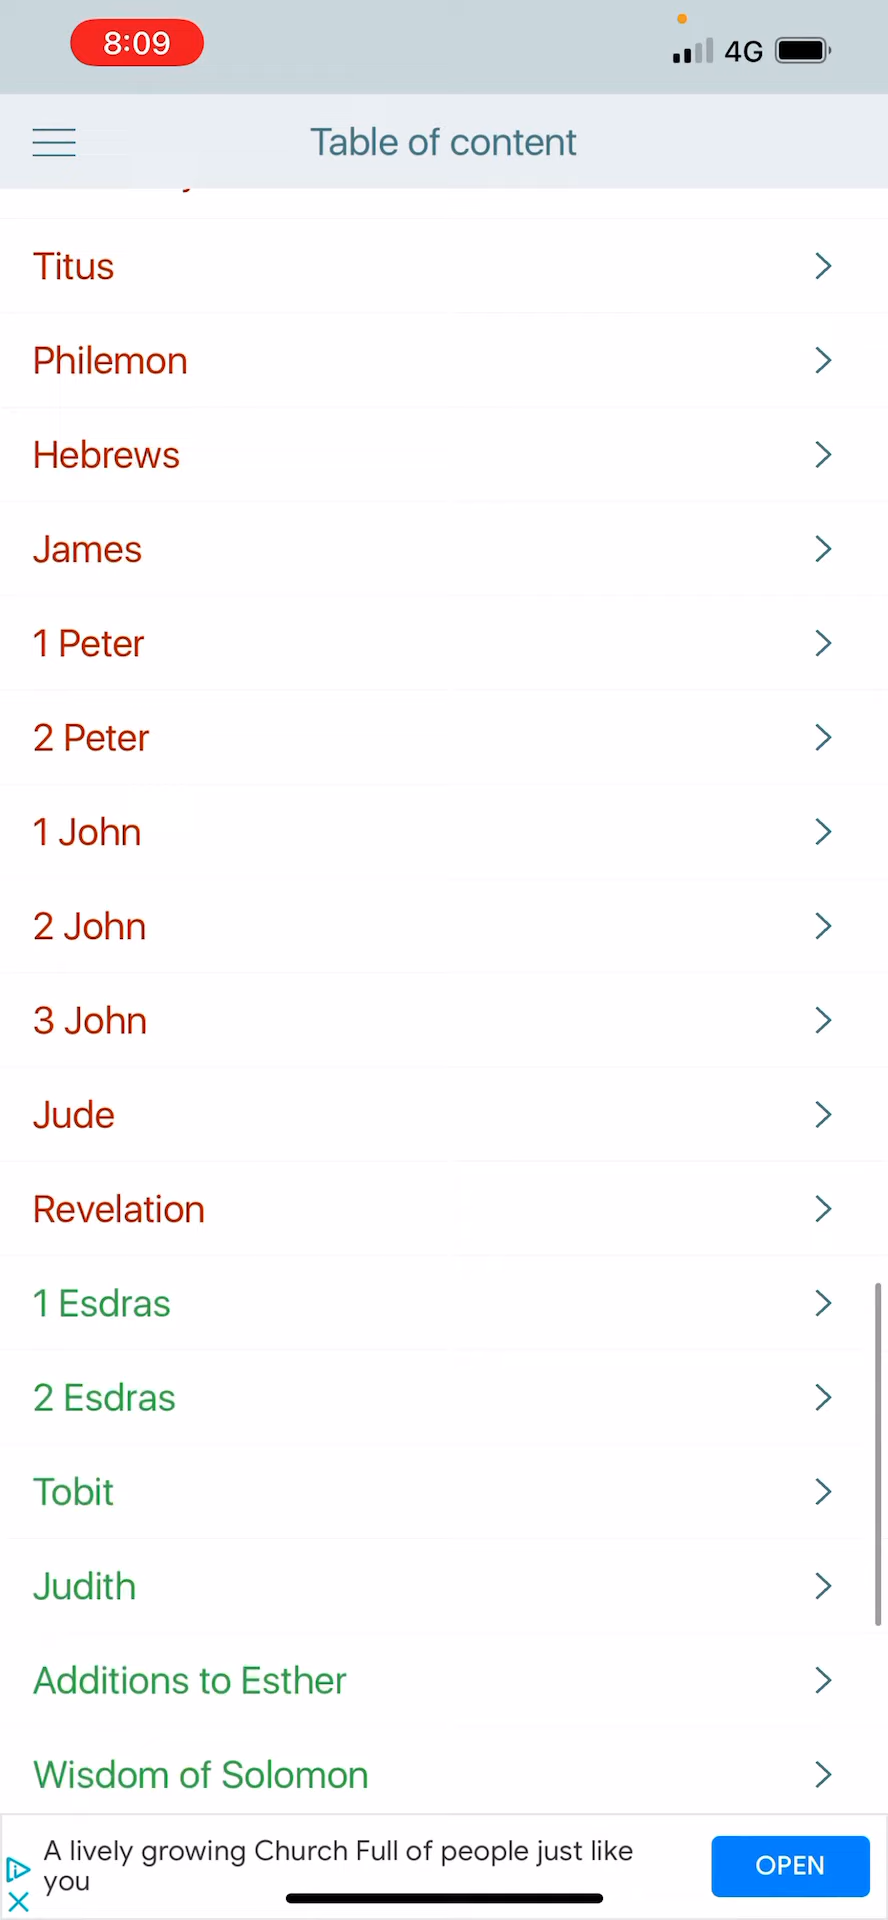 8:09
4G
Table of content
Titus
Philemon
Hebrews
James
1 Peter
2 Peter
1 John
2 John
3 John
Jude
Revelation
1 Esdras
2 Esdras
Tobit
Judith
Additions to Esther
Wisdom of Solomon
A lively growing Church Full of people just like
you
OPEN